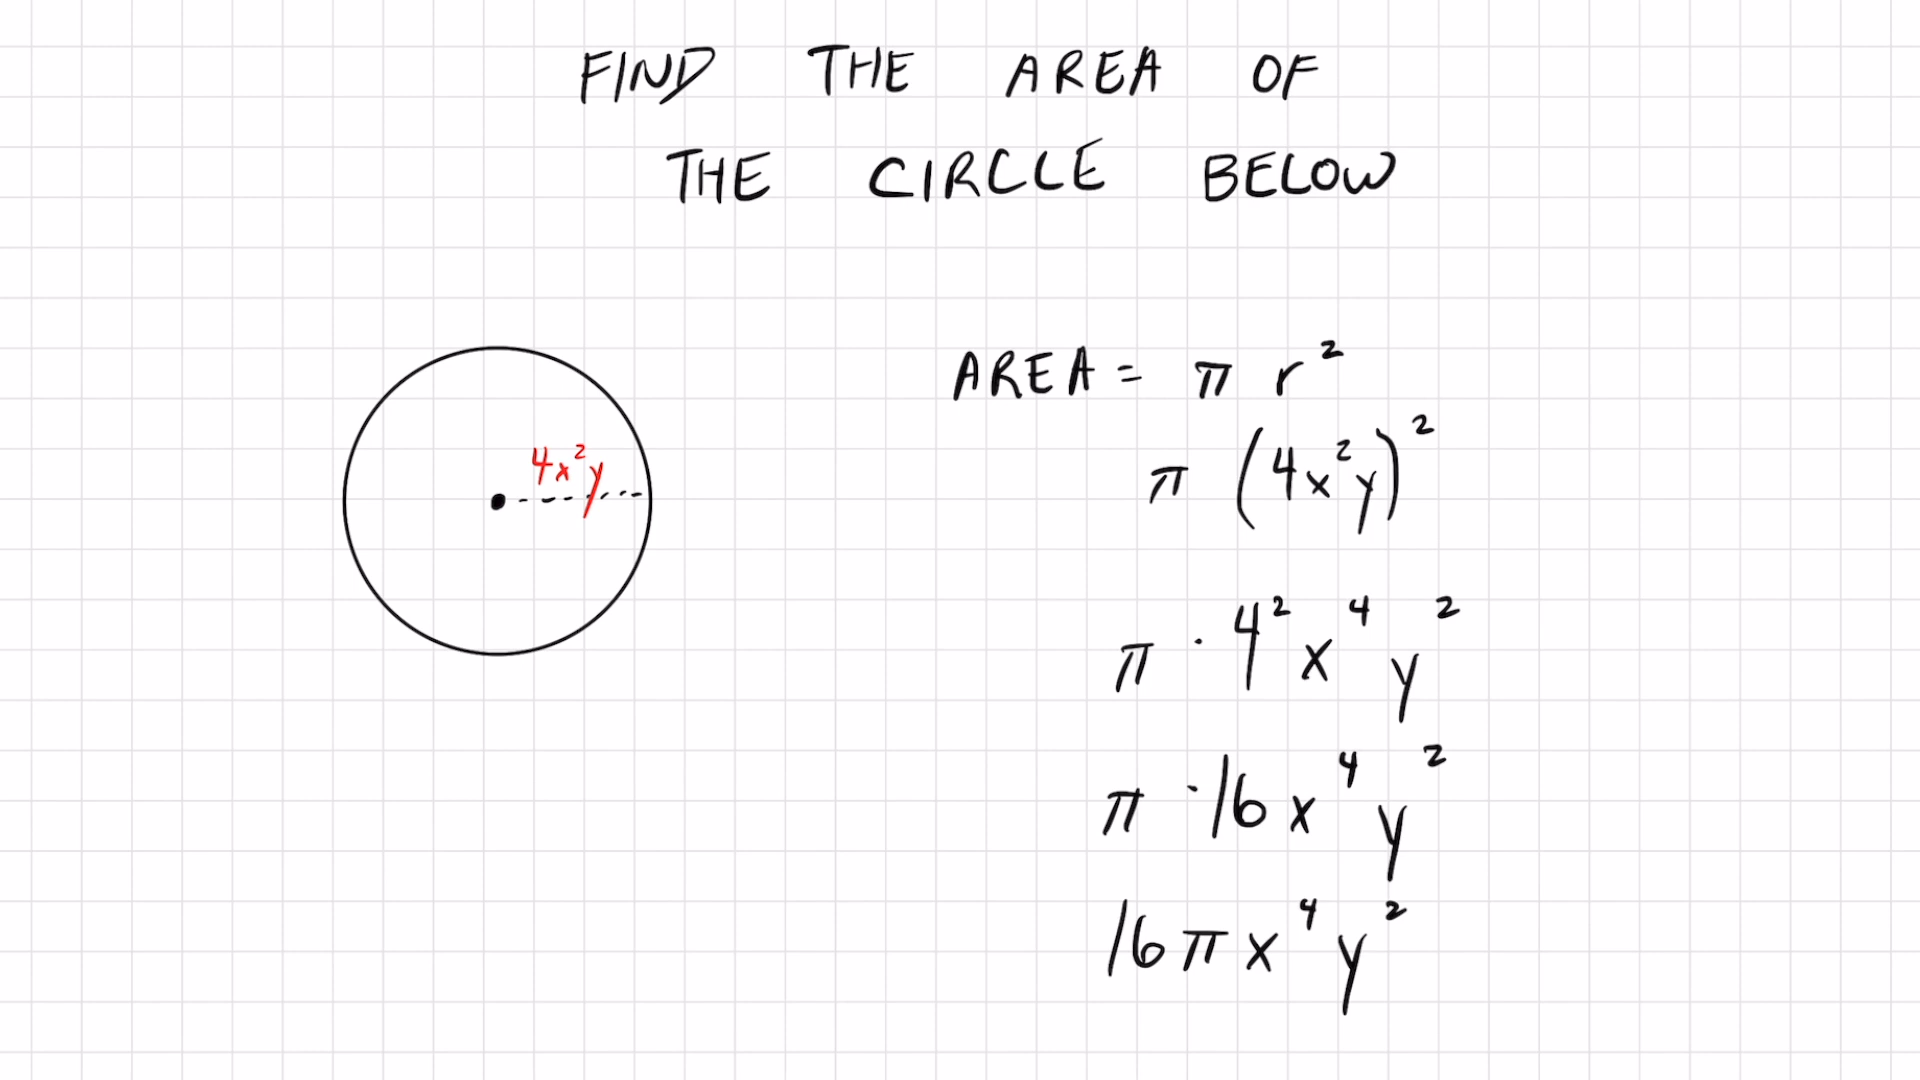 FIND THE AREA OF
THE CIRCLE BELOW
4x²y
AREA = π r²
π (4x²y)²
π · 4² x⁴ y²
π · 16 x⁴ y²
16 π x⁴ y²